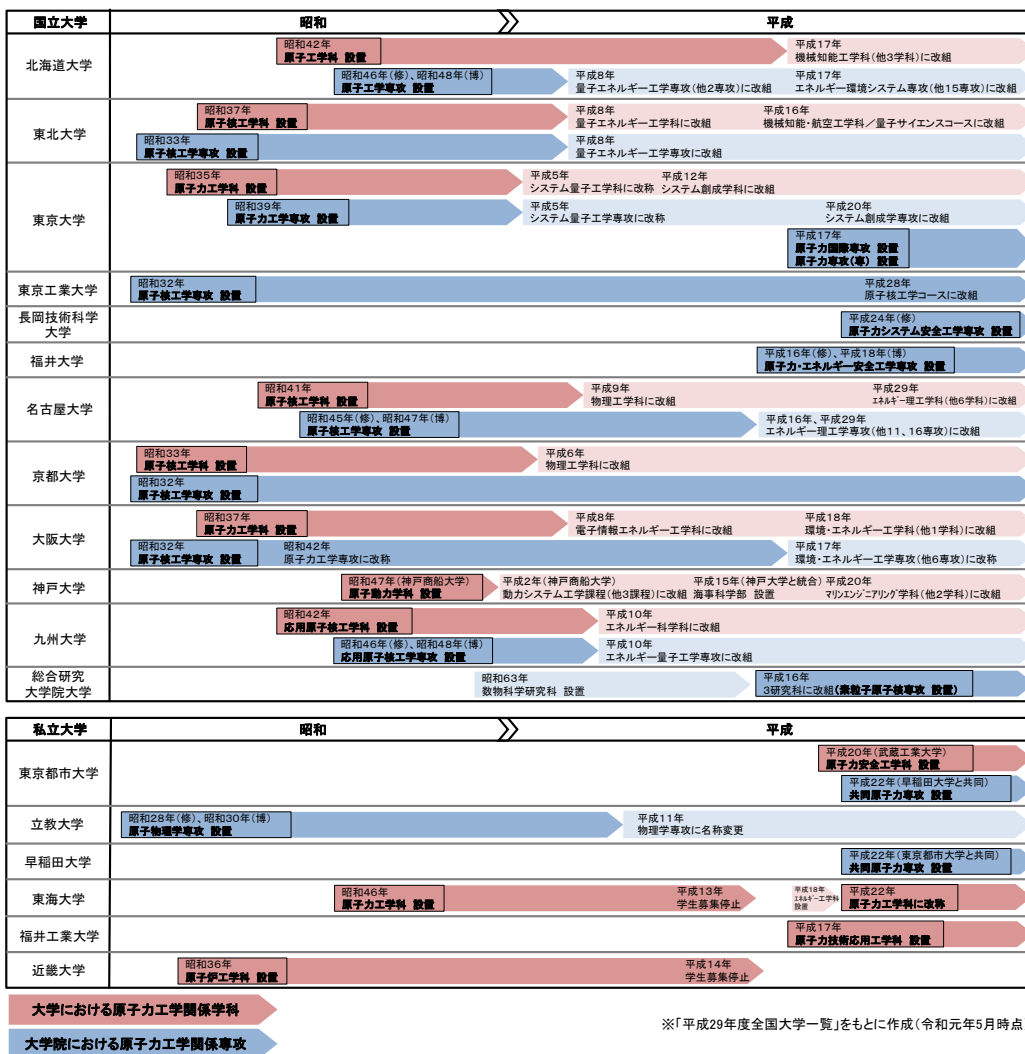 国立大学 昭和 平成
北海道大学
昭和42年
原子工学科 設置
平成17年
機械知能工学科(他3学科)に改組
昭和46年(修)、昭和48年(博)
原子工学専攻 設置
平成8年
量子エネルギー工学専攻(他2専攻)に改組
平成17年
エネルギー環境システム専攻(他15専攻)に改組
東北大学
昭和37年
原子核工学科 設置
平成8年
量子エネルギー工学科に改組
平成16年
機械知能・航空工学科/量子サイエンスコースに改組
昭和33年
原子核工学専攻 設置
平成8年
量子エネルギー工学専攻に改組
東京大学
昭和35年
原子力工学科 設置
平成5年
システム量子工学科に改称
平成12年
システム創成学科に改組
昭和39年
原子力工学専攻 設置
平成5年
システム量子工学専攻に改称
平成20年
システム創成学専攻に改組
平成17年
原子力国際専攻 設置
原子力専攻(専) 設置
東京工業大学
昭和32年
原子核工学専攻 設置
平成28年
原子核工学コースに改組
長岡技術科学
大学
平成24年(修)
原子力システム安全工学専攻 設置
福井大学
平成16年(修)、平成18年(博)
原子力・エネルギー安全工学専攻 設置
名古屋大学
昭和41年
原子核工学科 設置
平成9年
物理工学科に改組
平成29年
エネルギー理工学科(他6学科)に改組
昭和45年(修)、昭和47年(博)
原子核工学専攻 設置
平成16年、平成29年
エネルギー理工学専攻(他11、16専攻)に改組
京都大学
昭和33年
原子核工学科 設置
平成6年
物理工学科に改組
昭和32年
原子核工学専攻 設置
大阪大学
昭和37年
原子力工学科 設置
平成8年
電子情報エネルギー工学科に改組
平成18年
環境・エネルギー工学科(他1学科)に改組
昭和32年
原子核工学専攻 設置
昭和42年
原子力工学専攻に改称
平成17年
環境・エネルギー工学専攻(他6専攻)に改称
神戸大学
昭和47年(神戸商船大学)
原子動力学科 設置
平成2年(神戸商船大学)
動力システム工学課程(他3課程)に改組
平成15年(神戸大学と統合)
海事科学部 設置
平成20年
マリンエンジニアリング学科(他2学科)に改組
九州大学
昭和42年
応用原子核工学科 設置
平成10年
エネルギー科学科に改組
昭和46年(修)、昭和48年(博)
応用原子核工学専攻 設置
平成10年
エネルギー量子工学専攻に改組
総合研究
大学院大学
昭和63年
数物科学研究科 設置
平成16年
3研究科に改組(素粒子原子核専攻 設置)
私立大学 昭和 平成
東京都市大学
平成20年(武蔵工業大学)
原子力安全工学科 設置
平成22年(早稲田大学と共同)
共同原子力専攻 設置
立教大学
昭和28年(修)、昭和30年(博)
原子物理学専攻 設置
平成11年
物理学専攻に名称変更
早稲田大学
平成22年(東京都市大学と共同)
共同原子力専攻 設置
東海大学
昭和46年
原子力工学科 設置
平成13年
学生募集停止
平成18年
エネルギー工学科
設置
平成22年
原子力工学科に改称
福井工業大学
平成17年
原子力技術応用工学科 設置
近畿大学
昭和36年
原子炉工学科 設置
平成14年
学生募集停止
大学における原子力工学関係学科
大学院における原子力工学関係専攻
※「平成29年度全国大学一覧」をもとに作成(令和元年5月時点